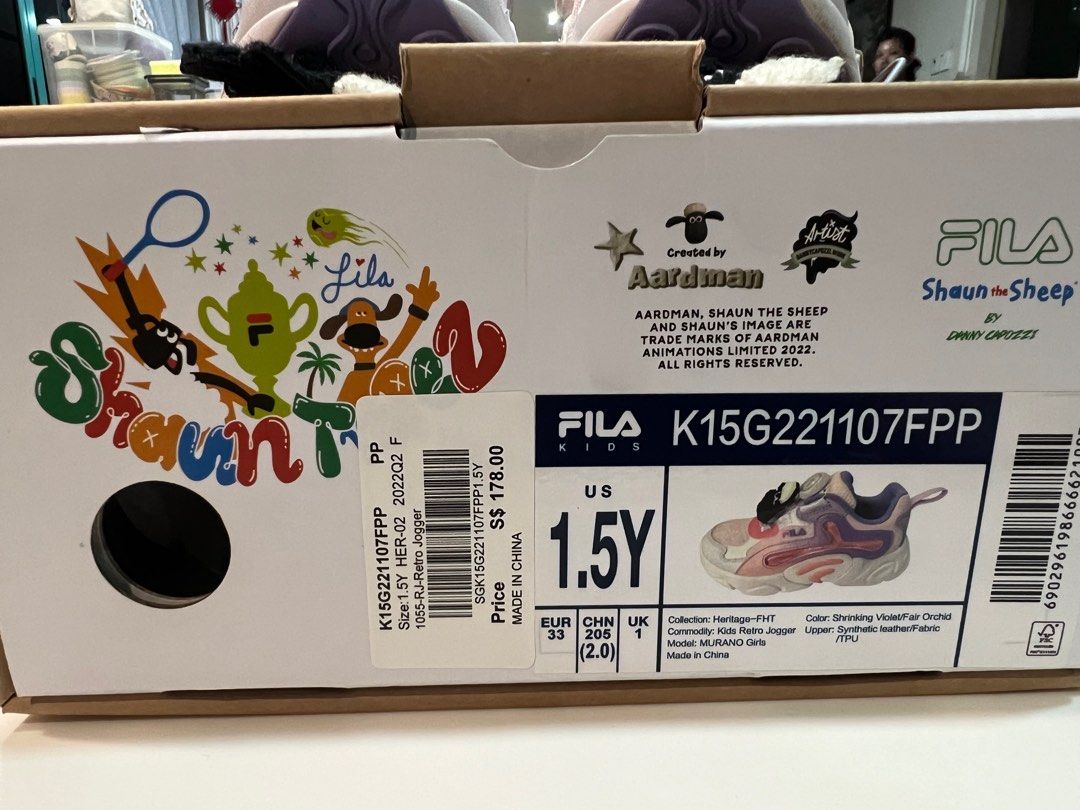 Lila
Shaun
F
Created by
Aardman
Artist
AARDMAN, SHAUN THE SHEEP
AND SHAUN'S IMAGE ARE
TRADE MARKS OF AARDMAN
ANIMATIONS LIMITED 2022.
ALL RIGHTS RESERVED.
FILA
Shaun the Sheep
BY
DANNY CAPOZZI
K15G221107FPP PP
Size:1.5Y HER-02 2022Q2 F
1055-RJ-Retro Jogger
SGK15G221107FPP1.5Y
Price S$ 178.00
MADE IN CHINA
FILA
KIDS
K15G221107FPP
US
1.5Y
EUR
33
CHN
205
(2.0)
UK
1
FILA
Collection: Heritage-FHT
Commodity: Kids Retro Jogger
Model: MURANO Girls
Made in China
Color: Shrinking Violet/Fair Orchid
Upper: Synthetic leather/Fabric
/TPU
FSC